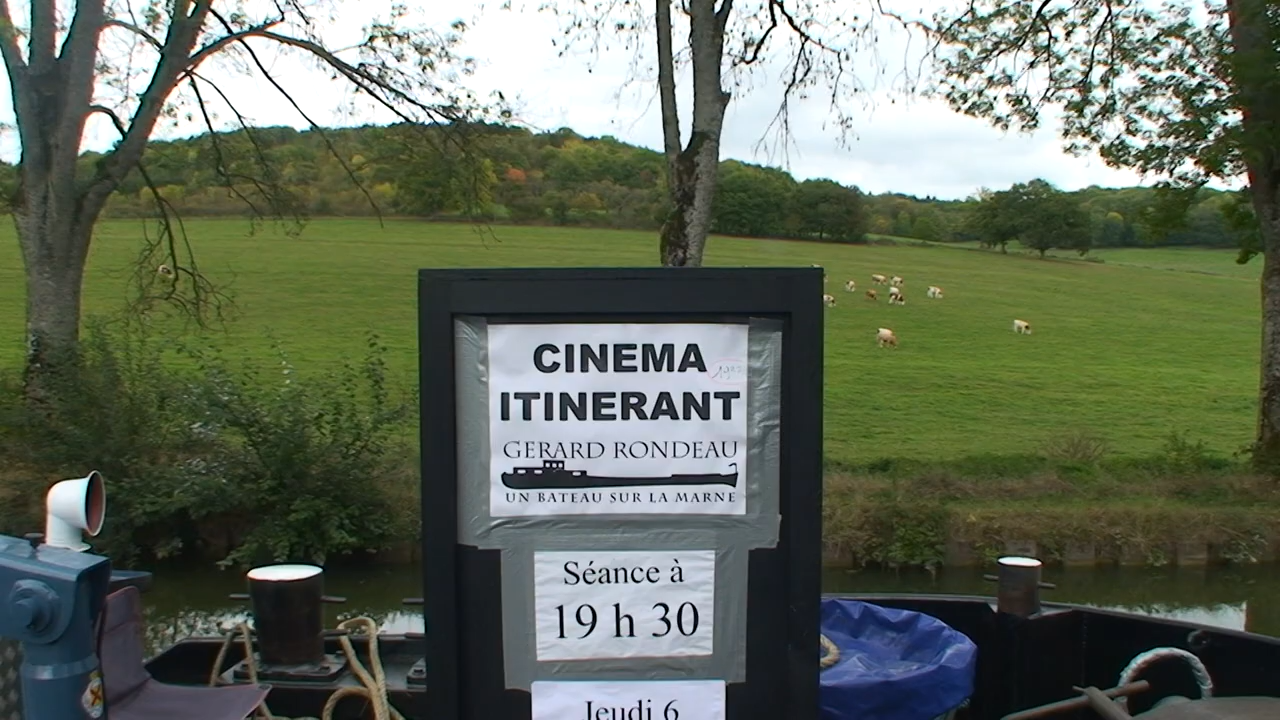 CINEMA
ITINERANT
GERARD RONDEAU
UN BATEAU SUR LA MARNE
Séance à
19 h 30
Jeudi 6